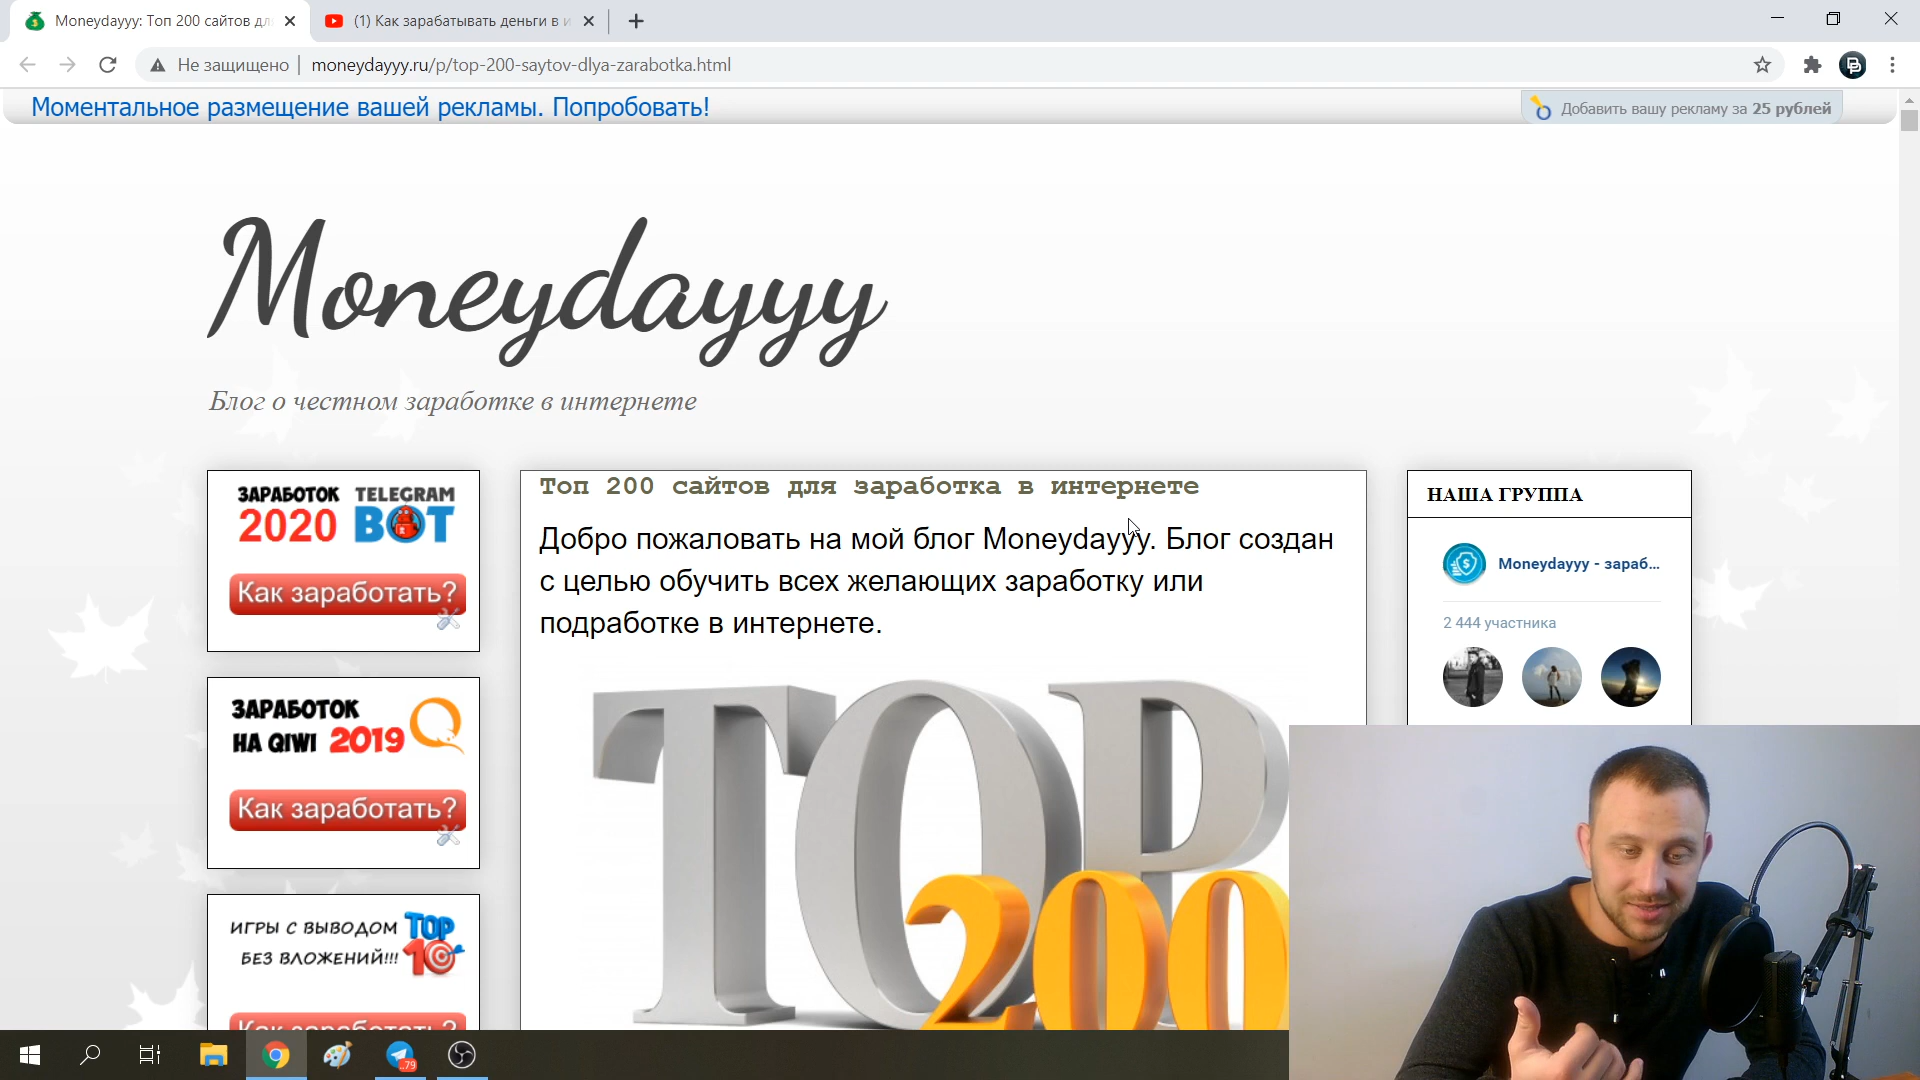 Moneydayyy: Топ 200 сайтов дл
(1) Как зарабатывать деньги в и
Не защищено
moneydayyy.ru/p/top-200-saytov-dlya-zarabotka.html
Моментальное размещение вашей рекламы. Попробовать!
Добавить вашу рекламу за 25 рублей
Moneydayyy
Блог о честном заработке в интернете
ЗАРАБОТОК TELEGRAM
2020 BOT
Как заработать?
ЗАРАБОТОК
НА QIWI 2019
Как заработать?
ИГРЫ С ВЫВОДОМ TOP
БЕЗ ВЛОЖЕНИЙ!!! 10
Как заработать?
Топ 200 сайтов для заработка в интернете
Добро пожаловать на мой блог Moneydayyy. Блог создан
с целью обучить всех желающих заработку или
подработке в интернете.
TOP
200
НАША ГРУППА
Moneydayyy - зараб...
2 444 участника
79